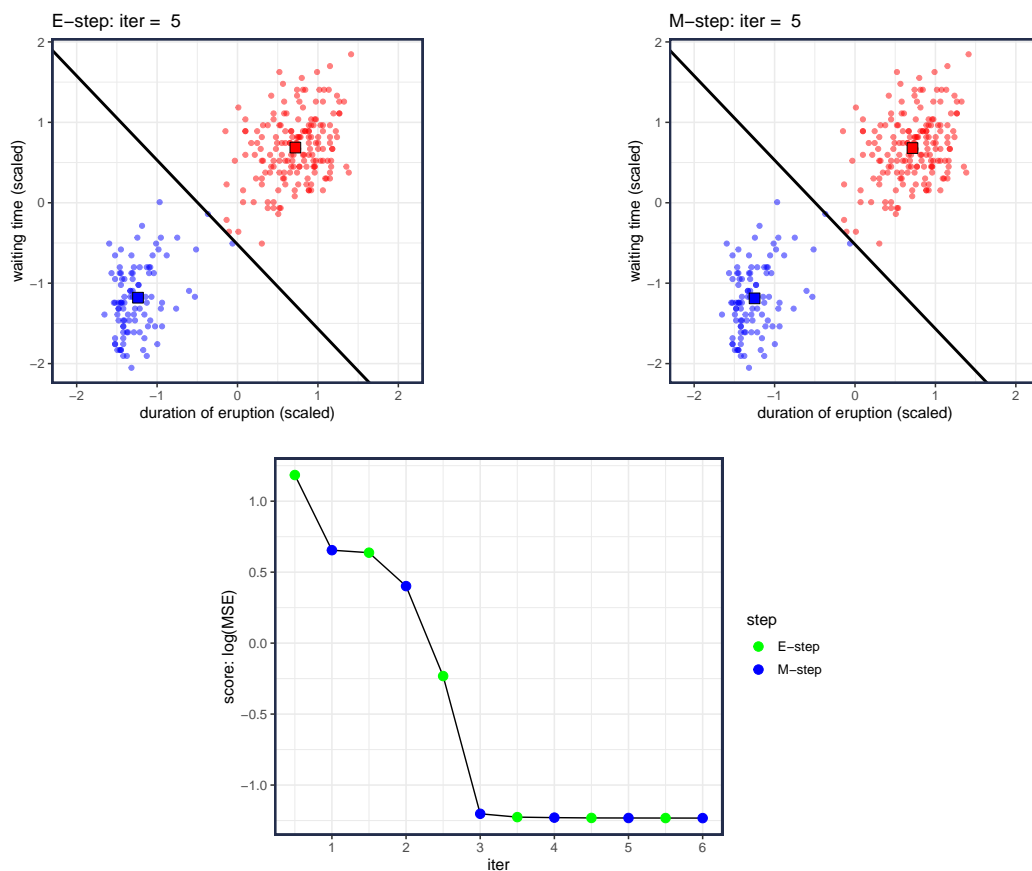 E−step: iter = 5
2
1
0
−1
−2
waiting time (scaled)
−2
−1
0
1
2
duration of eruption (scaled)
M−step: iter = 5
2
1
0
−1
−2
waiting time (scaled)
−2
−1
0
1
2
duration of eruption (scaled)
1.0
0.5
0.0
−0.5
−1.0
score: log(MSE)
1
2
3
4
5
6
iter
step
E−step
M−step